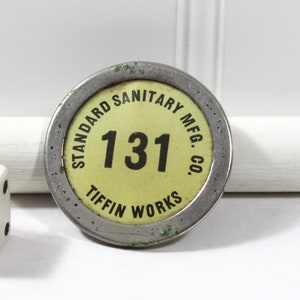 STANDARD SANITARY MFG. CO.
131
TIFFIN WORKS